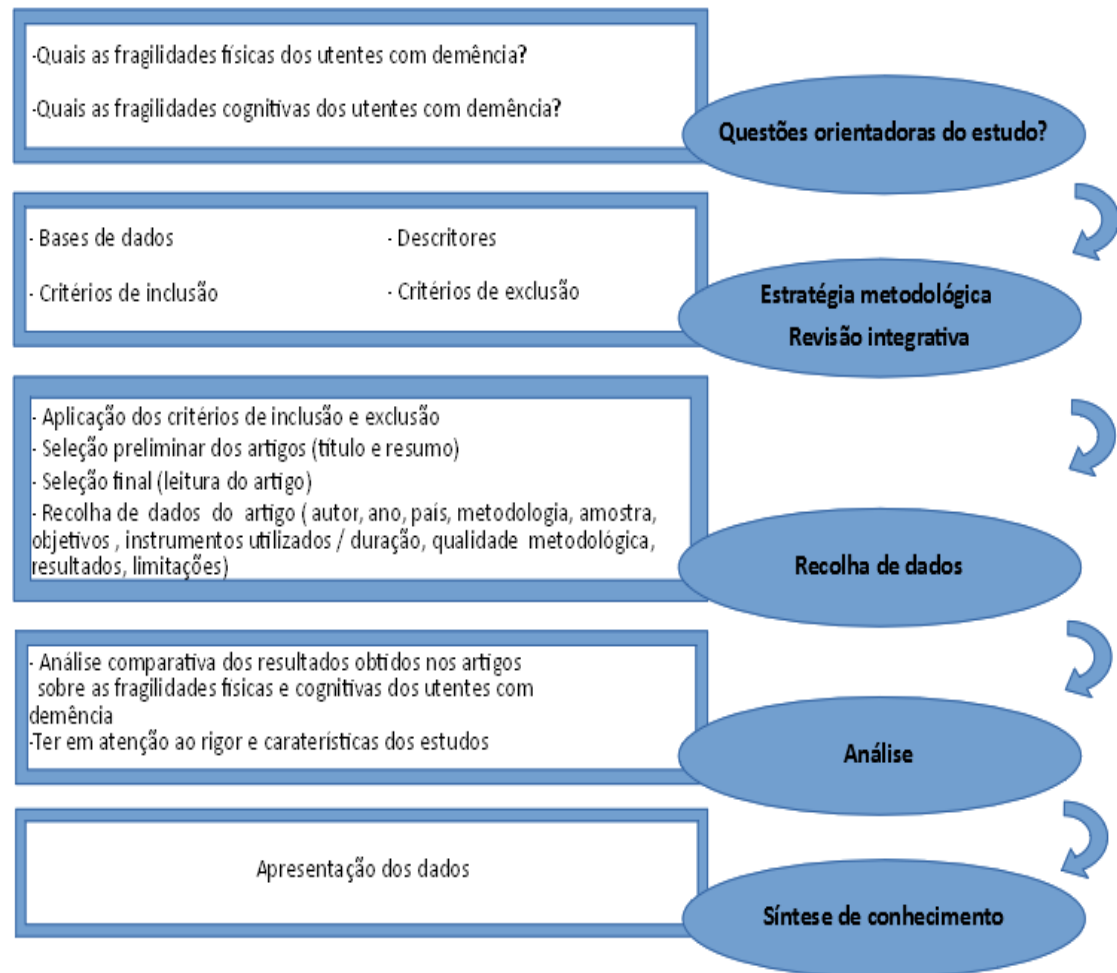 -Quais as fragilidades físicas dos utentes com demência?
-Quais as fragilidades cognitivas dos utentes com demência?
Questões orientadoras do estudo?
- Bases de dados
- Descritores
- Critérios de inclusão
- Critérios de exclusão
Estratégia metodológica
Revisão integrativa
- Aplicação dos critérios de inclusão e exclusão
- Seleção preliminar dos artigos (título e resumo)
- Seleção final (leitura do artigo)
- Recolha de dados do artigo ( autor, ano, país, metodologia, amostra,
objetivos , instrumentos utilizados / duração, qualidade metodológica,
resultados, limitações)
Recolha de dados
- Análise comparativa dos resultados obtidos nos artigos
sobre as fragilidades físicas e cognitivas dos utentes com
demência
-Ter em atenção ao rigor e caraterísticas dos estudos
Análise
Apresentação dos dados
Síntese de conhecimento